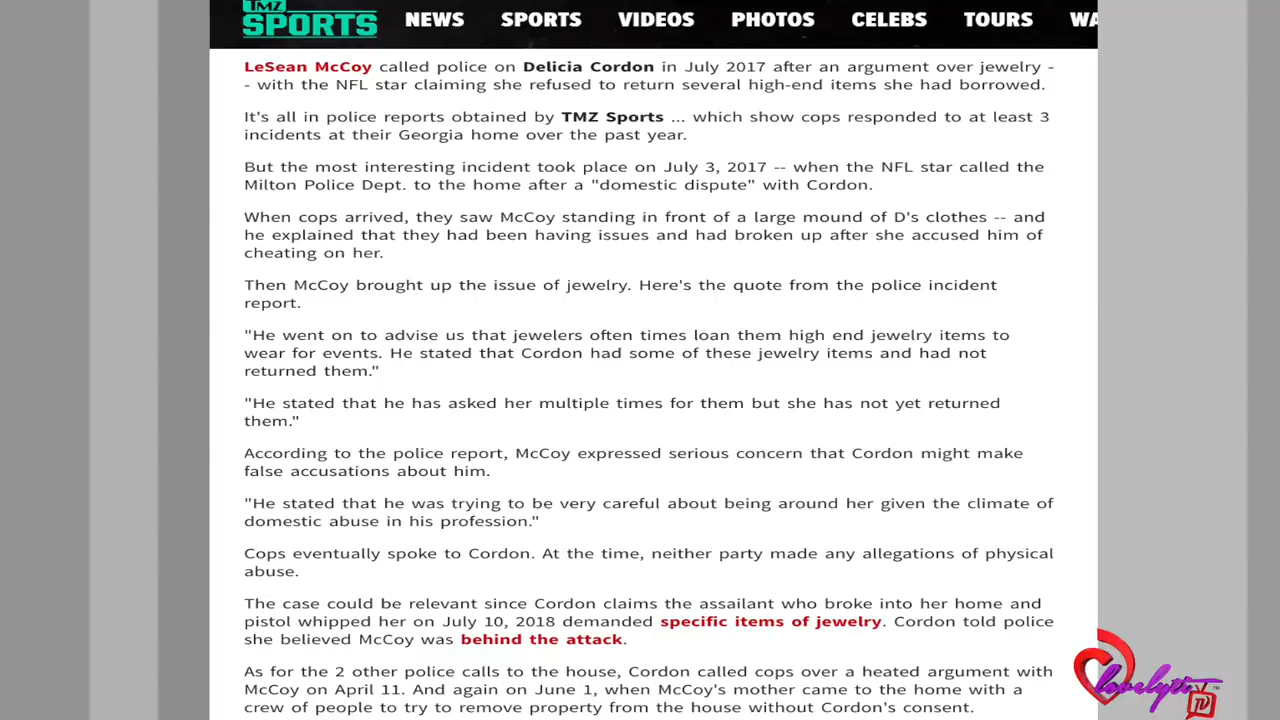 TMZ
SPORTS
NEWS SPORTS VIDEOS PHOTOS CELEBS TOURS WA
LeSean McCoy called police on Delicia Cordon in July 2017 after an argument over jewelry -
- with the NFL star claiming she refused to return several high-end items she had borrowed.
It's all in police reports obtained by TMZ Sports ... which show cops responded to at least 3
incidents at their Georgia home over the past year.
But the most interesting incident took place on July 3, 2017 -- when the NFL star called the
Milton Police Dept. to the home after a "domestic dispute" with Cordon.
When cops arrived, they saw McCoy standing in front of a large mound of D's clothes -- and
he explained that they had been having issues and had broken up after she accused him of
cheating on her.
Then McCoy brought up the issue of jewelry. Here's the quote from the police incident
report.
"He went on to advise us that jewelers often times loan them high end jewelry items to
wear for events. He stated that Cordon had some of these jewelry items and had not
returned them."
"He stated that he has asked her multiple times for them but she has not yet returned
them."
According to the police report, McCoy expressed serious concern that Cordon might make
false accusations about him.
"He stated that he was trying to be very careful about being around her given the climate of
domestic abuse in his profession."
Cops eventually spoke to Cordon. At the time, neither party made any allegations of physical
abuse.
The case could be relevant since Cordon claims the assailant who broke into her home and
pistol whipped her on July 10, 2018 demanded specific items of jewelry. Cordon told police
she believed McCoy was behind the attack.
As for the 2 other police calls to the house, Cordon called cops over a heated argument with
McCoy on April 11. And again on June 1, when McCoy's mother came to the home with a
crew of people to try to remove property from the house without Cordon's consent.
lovelyti
TV